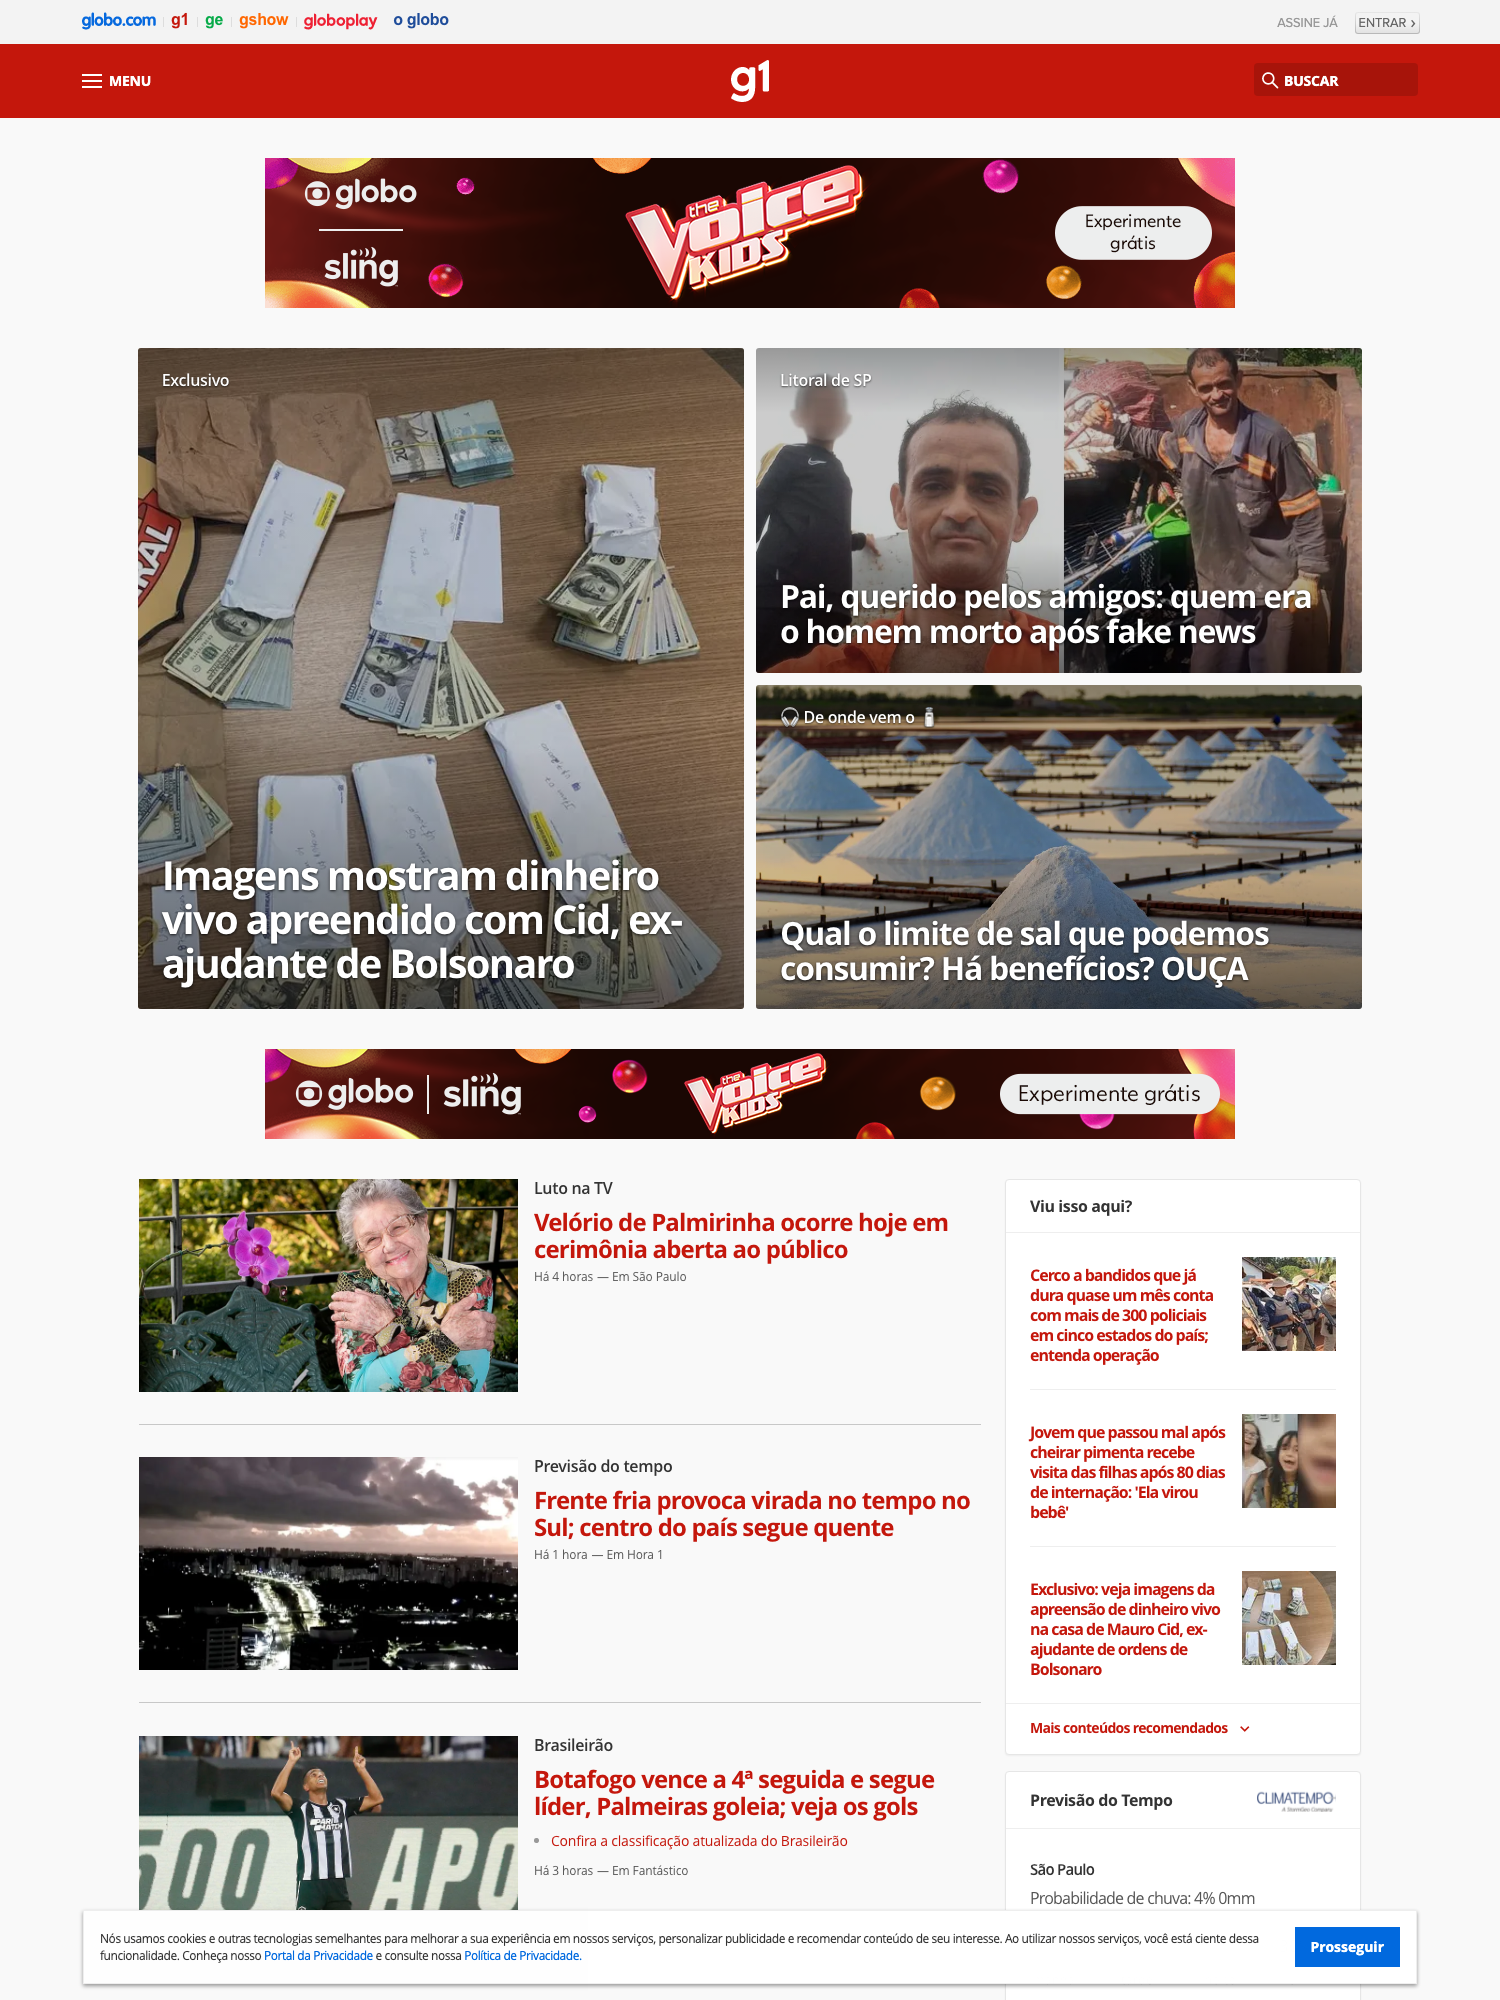 globo.com
g1
ge
gshow
globoplay
o globo
ASSINE JÁ
ENTRAR ›
MENU
g1
BUSCAR
globo
sling
the Voice KIDS
Experimente
grátis
Exclusivo
Imagens mostram dinheiro
vivo apreendido com Cid, ex-
ajudante de Bolsonaro
Litoral de SP
Pai, querido pelos amigos: quem era
o homem morto após fake news
De onde vem o
Qual o limite de sal que podemos
consumir? Há benefícios? OUÇA
globo | sling
the Voice KIDS
Experimente grátis
Luto na TV
Velório de Palmirinha ocorre hoje em
cerimônia aberta ao público
Há 4 horas — Em São Paulo
Previsão do tempo
Frente fria provoca virada no tempo no
Sul; centro do país segue quente
Há 1 hora — Em Hora 1
Brasileirão
Botafogo vence a 4ª seguida e segue
líder, Palmeiras goleia; veja os gols
Confira a classificação atualizada do Brasileirão
Há 3 horas — Em Fantástico
500 APO
PARI
MATCH
Viu isso aqui?
Cerco a bandidos que já
dura quase um mês conta
com mais de 300 policiais
em cinco estados do país;
entenda operação
Jovem que passou mal após
cheirar pimenta recebe
visita das filhas após 80 dias
de internação: 'Ela virou
bebê'
Exclusivo: veja imagens da
apreensão de dinheiro vivo
na casa de Mauro Cid, ex-
ajudante de ordens de
Bolsonaro
Mais conteúdos recomendados
Previsão do Tempo
CLIMATEMPO
A StormGeo Company
São Paulo
Probabilidade de chuva: 4% 0mm
Nós usamos cookies e outras tecnologias semelhantes para melhorar a sua experiência em nossos serviços, personalizar publicidade e recomendar conteúdo de seu interesse. Ao utilizar nossos serviços, você está ciente dessa
funcionalidade. Conheça nosso Portal da Privacidade e consulte nossa Política de Privacidade.
Prosseguir